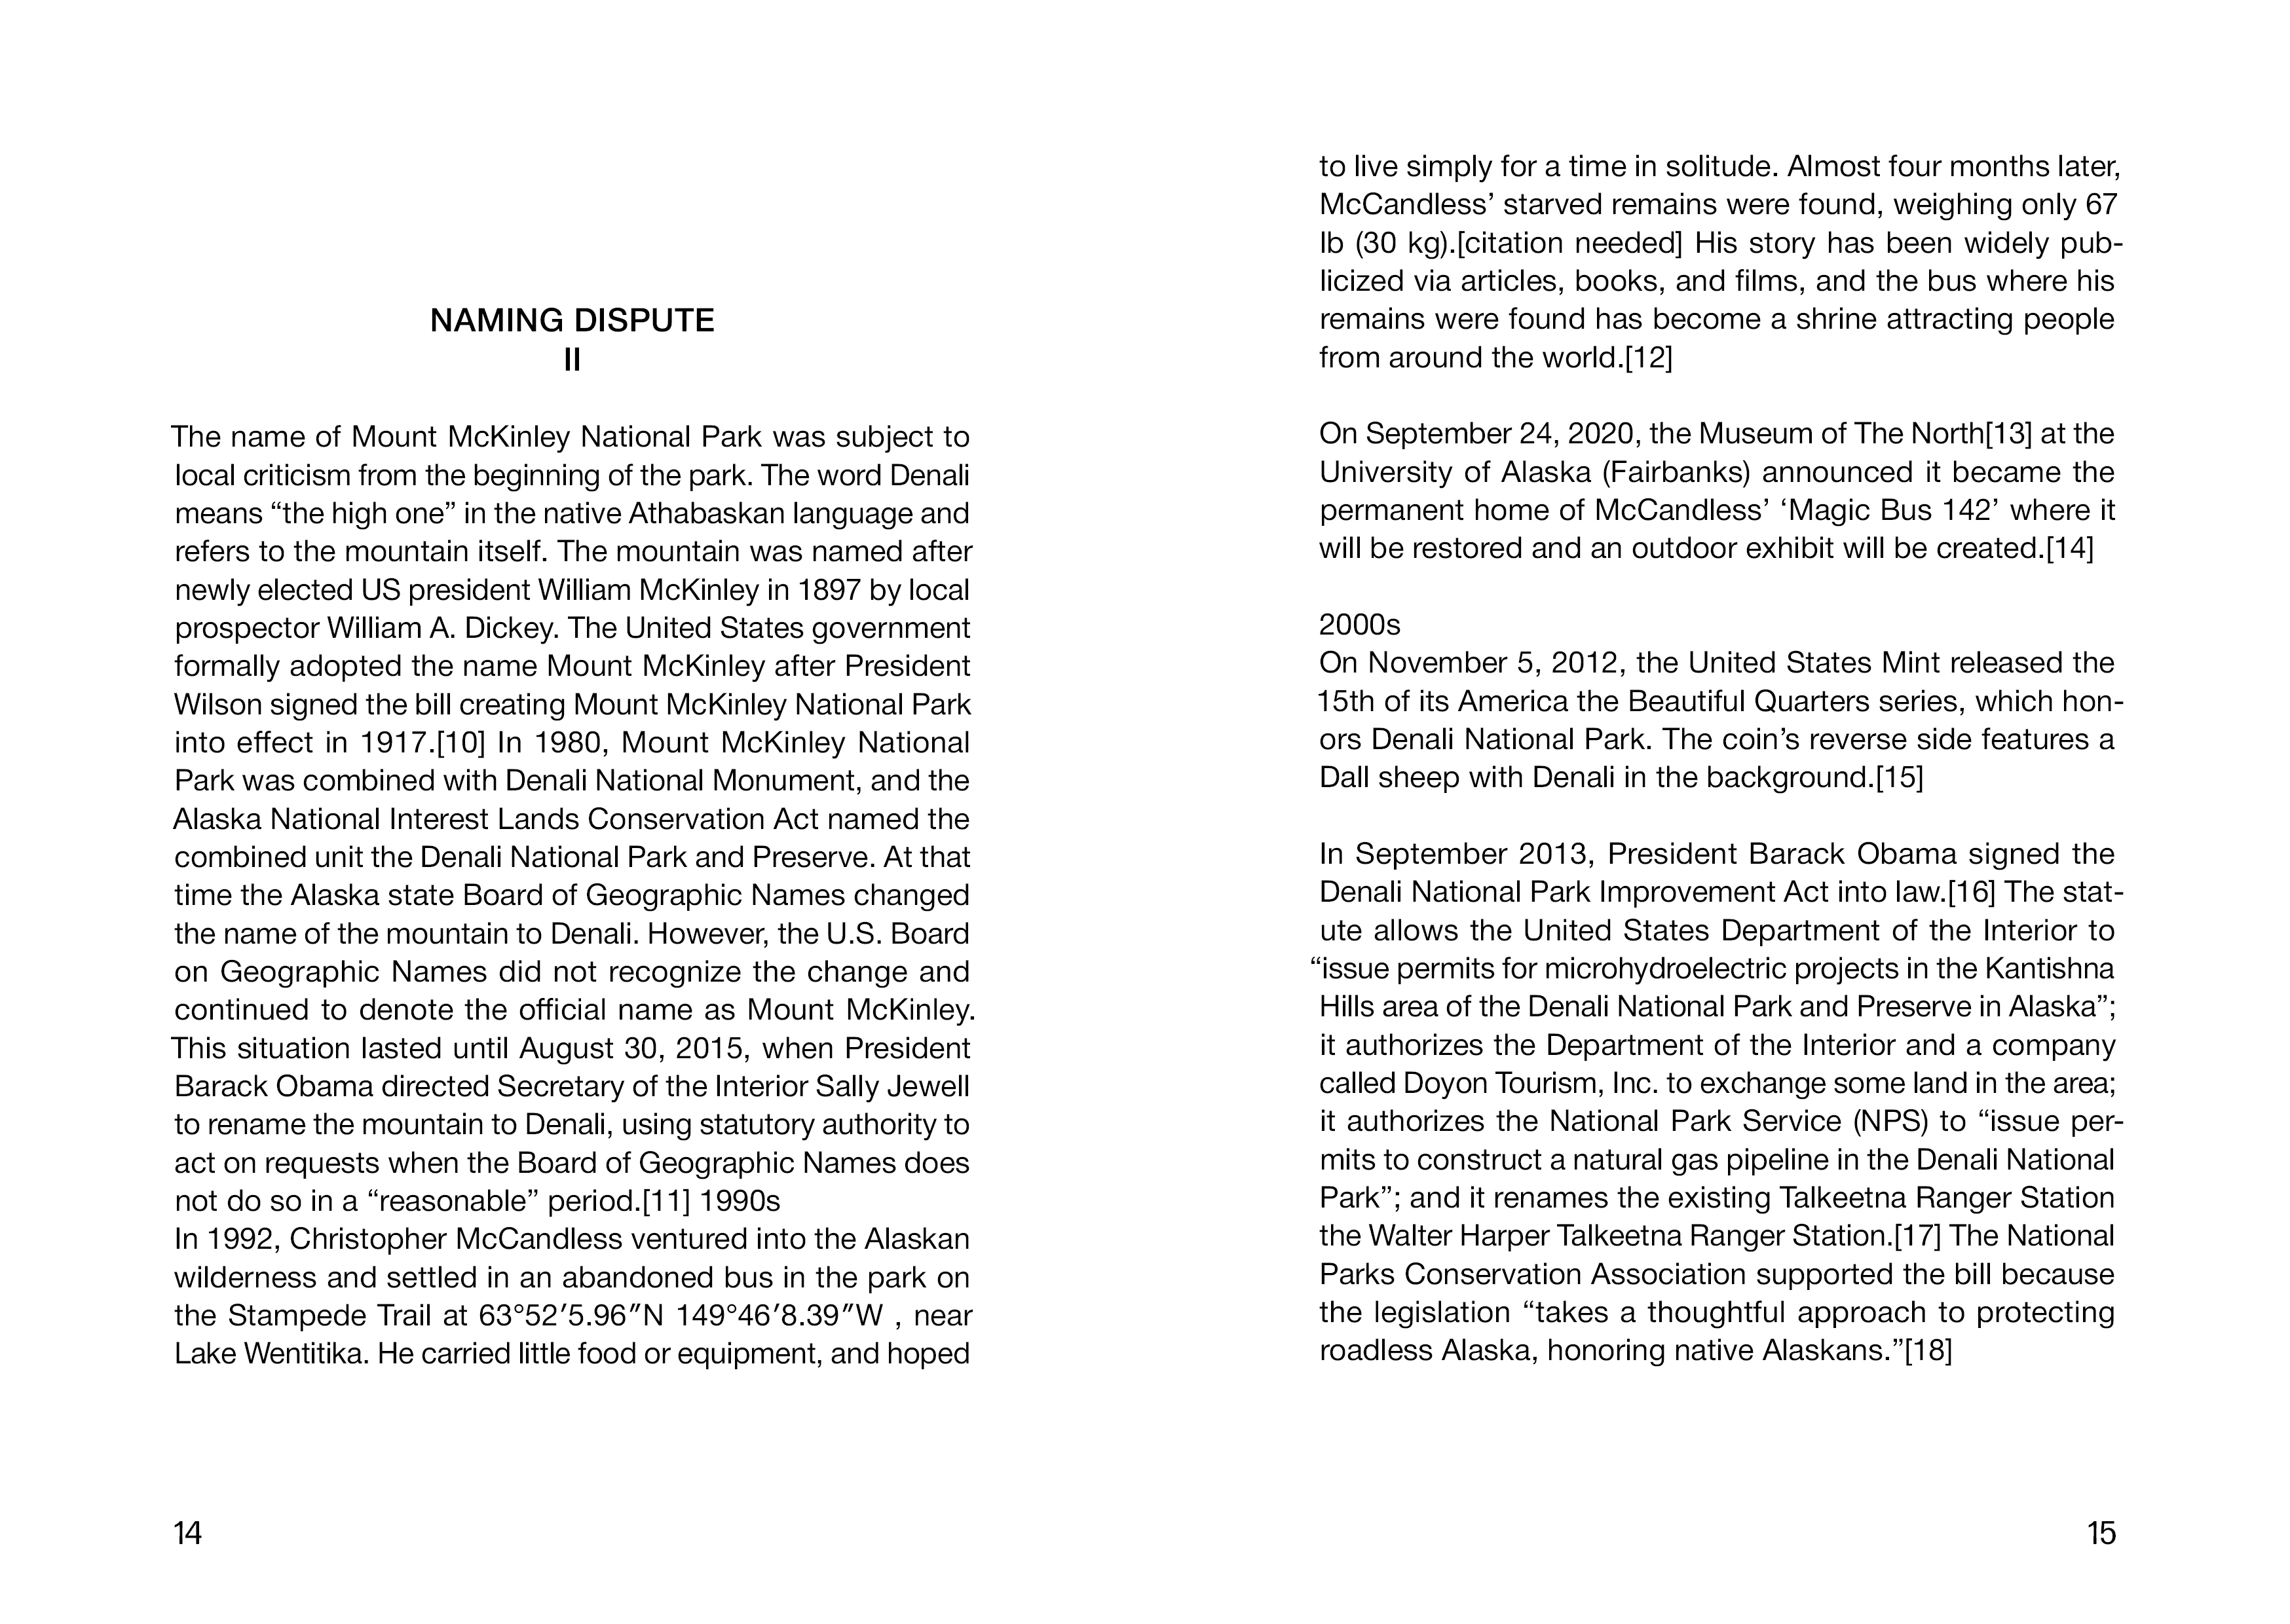 NAMING DISPUTE
II
The name of Mount McKinley National Park was subject to
local criticism from the beginning of the park. The word Denali
means “the high one” in the native Athabaskan language and
refers to the mountain itself. The mountain was named after
newly elected US president William McKinley in 1897 by local
prospector William A. Dickey. The United States government
formally adopted the name Mount McKinley after President
Wilson signed the bill creating Mount McKinley National Park
into effect in 1917.[10] In 1980, Mount McKinley National
Park was combined with Denali National Monument, and the
Alaska National Interest Lands Conservation Act named the
combined unit the Denali National Park and Preserve. At that
time the Alaska state Board of Geographic Names changed
the name of the mountain to Denali. However, the U.S. Board
on Geographic Names did not recognize the change and
continued to denote the official name as Mount McKinley.
This situation lasted until August 30, 2015, when President
Barack Obama directed Secretary of the Interior Sally Jewell
to rename the mountain to Denali, using statutory authority to
act on requests when the Board of Geographic Names does
not do so in a “reasonable” period.[11] 1990s
In 1992, Christopher McCandless ventured into the Alaskan
wilderness and settled in an abandoned bus in the park on
the Stampede Trail at 63°52′5.96″N 149°46′8.39″W , near
Lake Wentitika. He carried little food or equipment, and hoped
14
to live simply for a time in solitude. Almost four months later,
McCandless’ starved remains were found, weighing only 67
lb (30 kg).[citation needed] His story has been widely pub-
licized via articles, books, and films, and the bus where his
remains were found has become a shrine attracting people
from around the world.[12]
On September 24, 2020, the Museum of The North[13] at the
University of Alaska (Fairbanks) announced it became the
permanent home of McCandless’ ‘Magic Bus 142’ where it
will be restored and an outdoor exhibit will be created.[14]
2000s
On November 5, 2012, the United States Mint released the
15th of its America the Beautiful Quarters series, which hon-
ors Denali National Park. The coin’s reverse side features a
Dall sheep with Denali in the background.[15]
In September 2013, President Barack Obama signed the
Denali National Park Improvement Act into law.[16] The stat-
ute allows the United States Department of the Interior to
“issue permits for microhydroelectric projects in the Kantishna
Hills area of the Denali National Park and Preserve in Alaska”;
it authorizes the Department of the Interior and a company
called Doyon Tourism, Inc. to exchange some land in the area;
it authorizes the National Park Service (NPS) to “issue per-
mits to construct a natural gas pipeline in the Denali National
Park”; and it renames the existing Talkeetna Ranger Station
the Walter Harper Talkeetna Ranger Station.[17] The National
Parks Conservation Association supported the bill because
the legislation “takes a thoughtful approach to protecting
roadless Alaska, honoring native Alaskans.”[18]
15